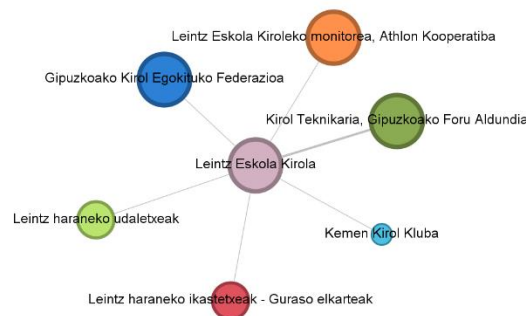 Leintz Eskola Kiroleko monitorea, Athlon Kooperatiba
Gipuzkoako Kirol Egokituko Federazioa
Kirol Teknikaria, Gipuzkoako Foru Aldundia
Leintz Eskola Kirola
Leintz haraneko udaletxeak
Kemen Kirol Kluba
Leintz haraneko ikastetxeak - Guraso elkarteak